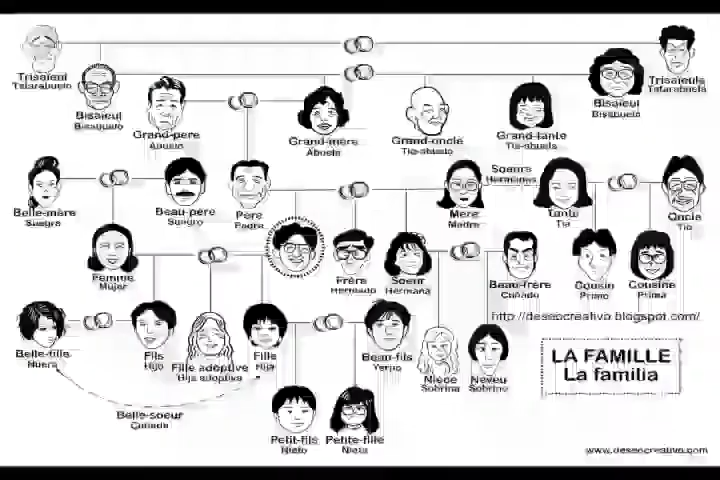 Trisaïeul
Tatarabuelo
Trisaïeule
Tatarabuela
Bisaïeul
Bisabuelo
Bisaïeul
Bisabuela
Grand-père
Abuelo
Grand-mère
Abuela
Grand-oncle
Tío-abuelo
Grand-tante
Tía-abuela
Belle-mère
Suegra
Beau-père
Suegro
Père
Padre
Mère
Madre
Soeurs
Hermanas
Tante
Tía
Oncle
Tío
Femme
Mujer
Frère
Hermano
Soeur
Hermana
Beau-frère
Cuñado
Cousin
Primo
Cousine
Prima
http://deseocreativo.blogspot.com/
Belle-fille
Nuera
Fils
Hijo
Fille adoptive
Hija adoptiva
Fille
Hija
Beau-fils
Yerno
Nièce
Sobrina
Neveu
Sobrino
LA FAMILLE
La familia
Belle-soeur
Cuñada
Petit-fils
Nieto
Petite-fille
Nieta
www.deseocreativo.com